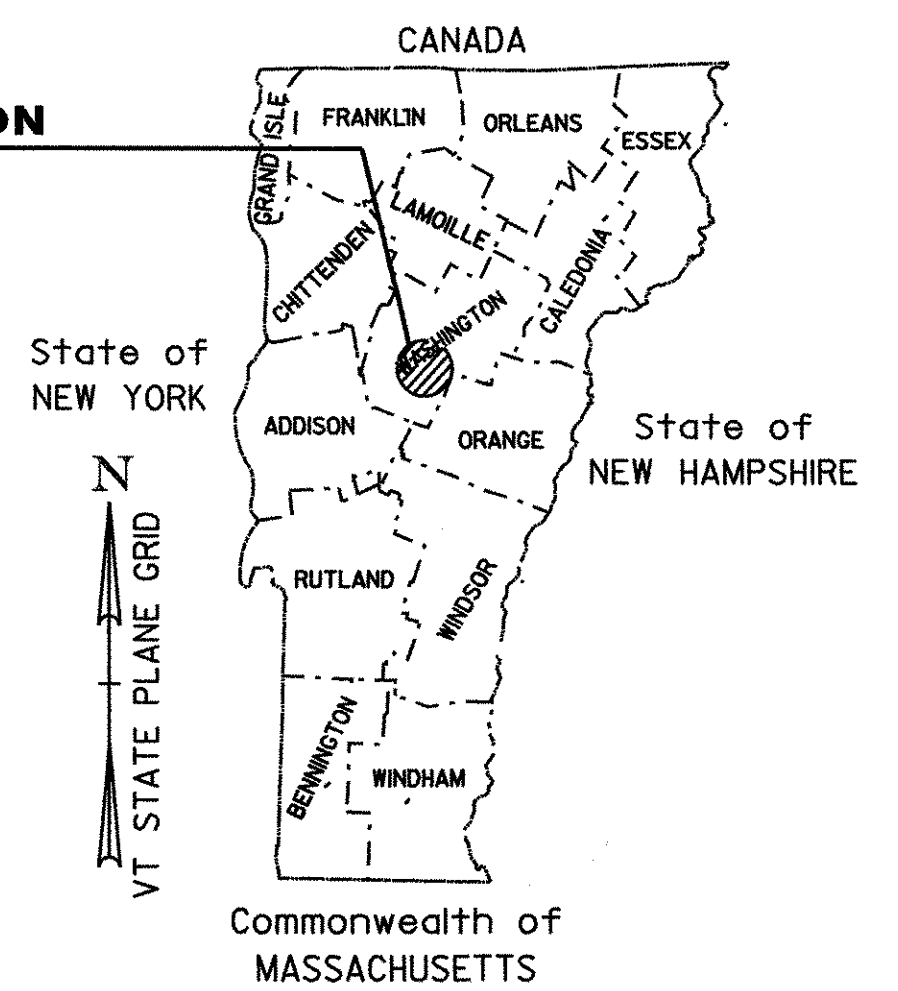 CANADA
ON
GRAND ISLE
FRANKLIN
ORLEANS
ESSEX
LAMOILLE
CHITTENDEN
CALEDONIA
WASHINGTON
State of
NEW YORK
ADDISON
ORANGE
State of
NEW HAMPSHIRE
N
VT STATE PLANE GRID
RUTLAND
WINDSOR
BENNINGTON
WINDHAM
Commonwealth of
MASSACHUSETTS